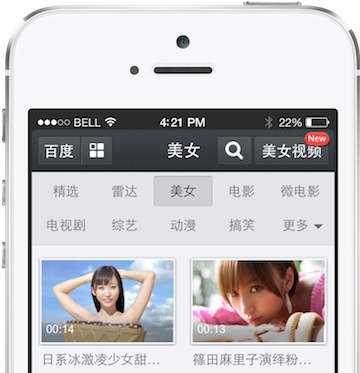 BELL 4:21 PM 22%
百度 美女 美女视频 New
精选 雷达 美女 电影 微电影
电视剧 综艺 动漫 搞笑 更多
00:14 00:13
日系冰激凌少女甜... 篠田麻里子演绎粉...